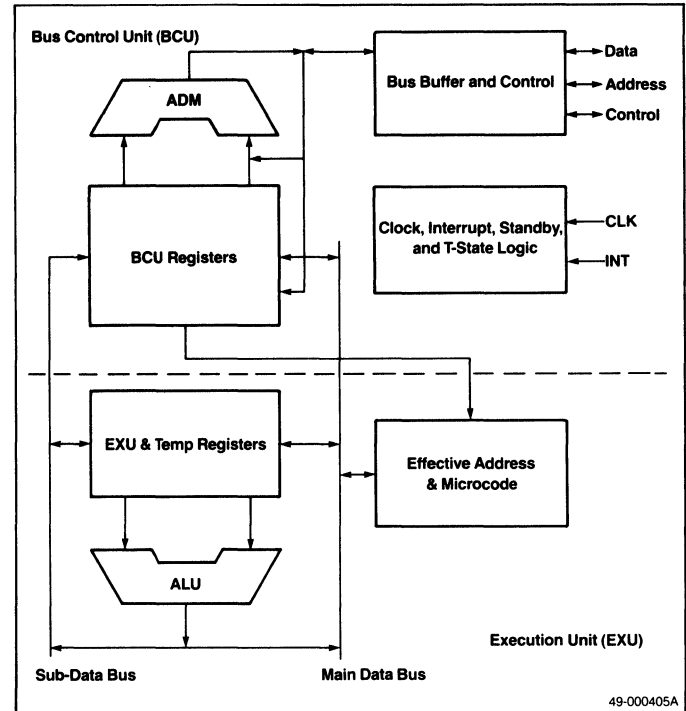 Bus Control Unit (BCU)
ADM
Bus Buffer and Control
Data
Address
Control
BCU Registers
Clock, Interrupt, Standby,
and T-State Logic
CLK
INT
EXU & Temp Registers
Effective Address
& Microcode
ALU
Execution Unit (EXU)
Sub-Data Bus
Main Data Bus
49-000405A